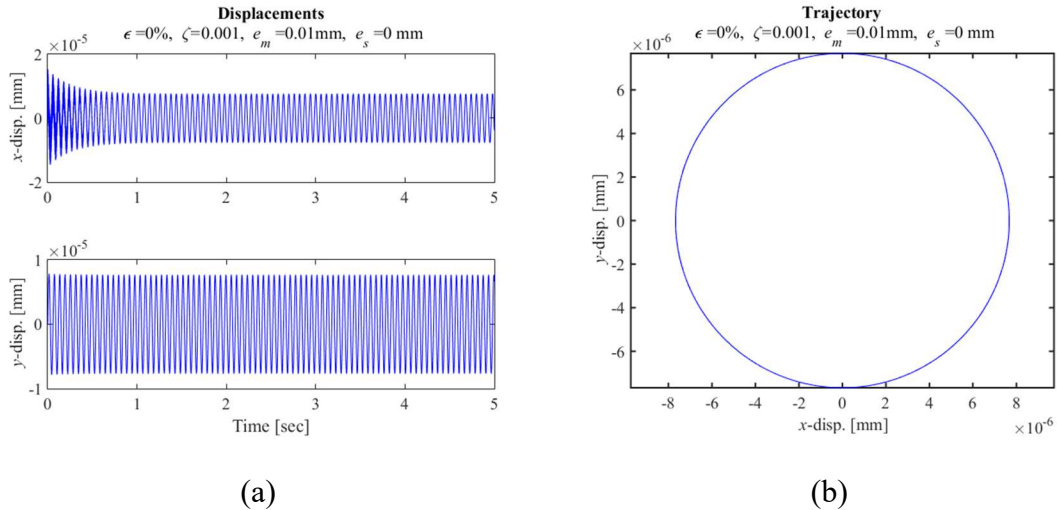 Displacements
ϵ =0%, ζ=0.001, e_m =0.01mm, e_s =0 mm
×10^-5
2
0
-2
x-disp. [mm]
0 1 2 3 4 5
×10^-5
1
0
-1
y-disp. [mm]
0 1 2 3 4 5
Time [sec]
(a)
Trajectory
ϵ =0%, ζ=0.001, e_m =0.01mm, e_s =0 mm
×10^-6
6
4
2
0
-2
-4
-6
y-disp. [mm]
-8 -6 -4 -2 0 2 4 6 8
x-disp. [mm]
×10^-6
(b)